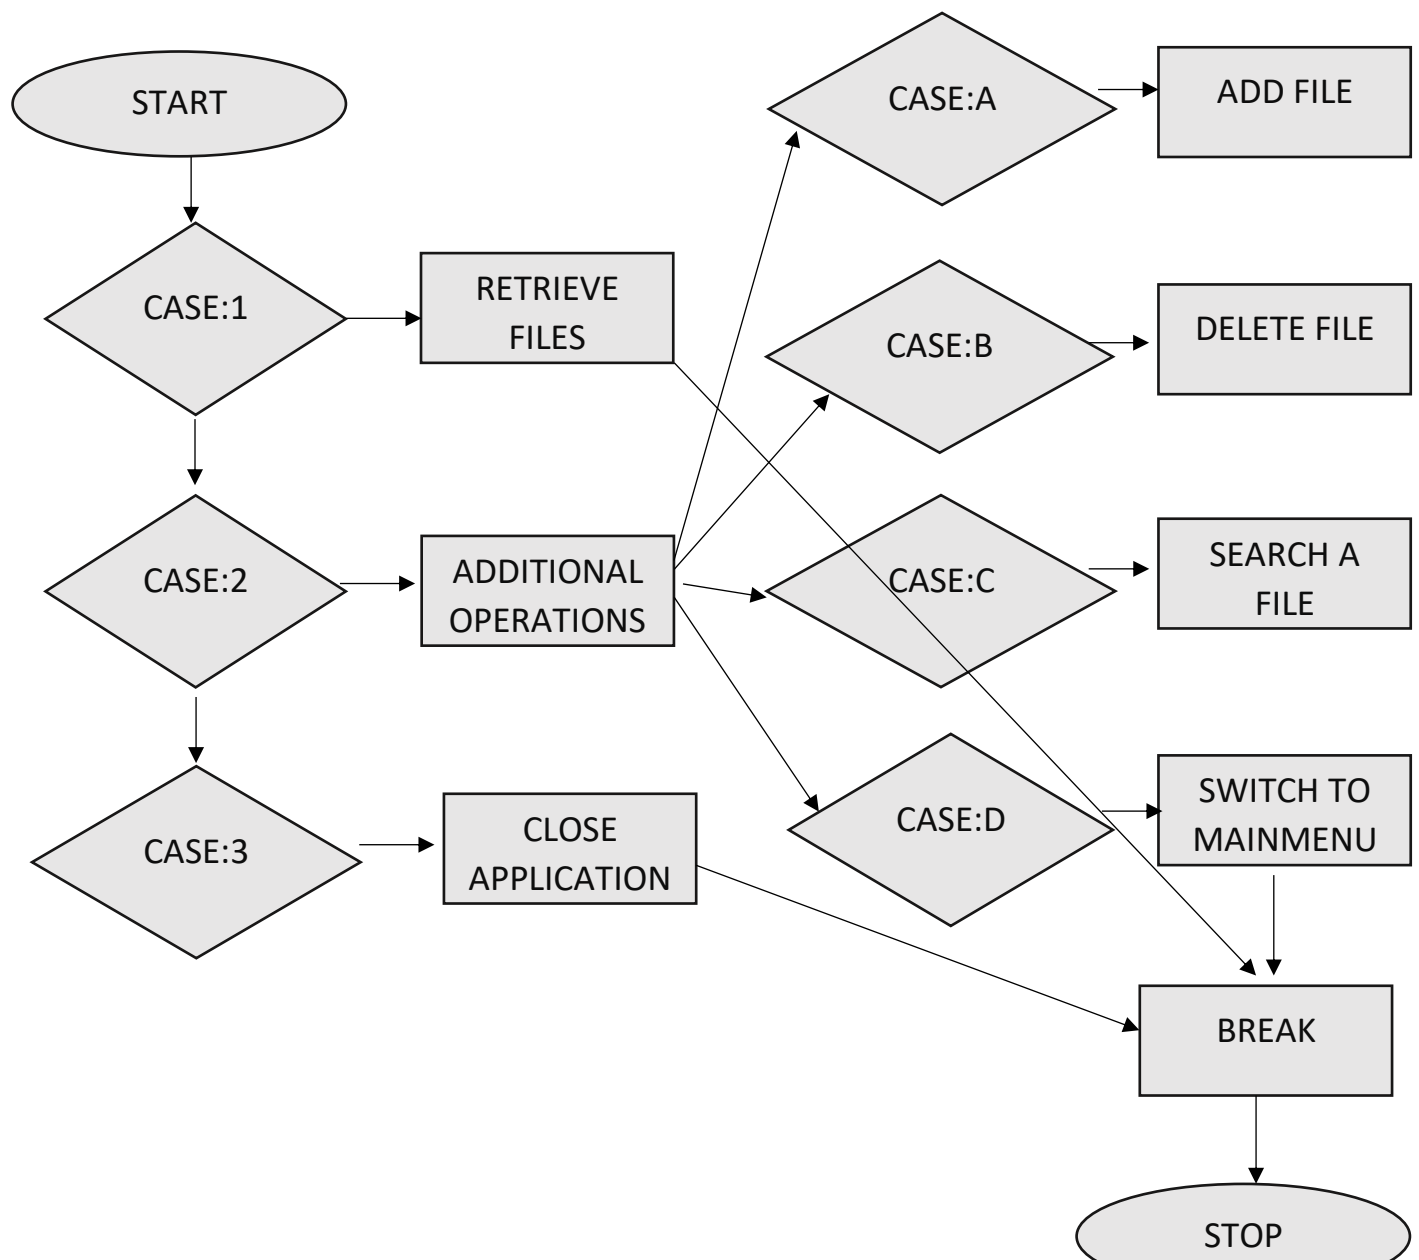 START
CASE:1
RETRIEVE
FILES
CASE:2
ADDITIONAL
OPERATIONS
CASE:3
CLOSE
APPLICATION
CASE:A
ADD FILE
CASE:B
DELETE FILE
CASE:C
SEARCH A
FILE
CASE:D
SWITCH TO
MAINMENU
BREAK
STOP